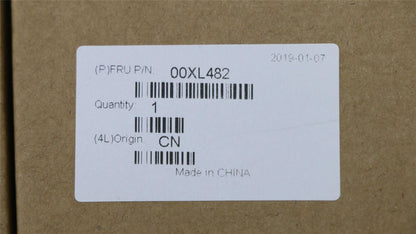 2019-01-07
(P)FRU P/N 00XL482
Quantity 1
(4L)Origin CN
Made in CHINA